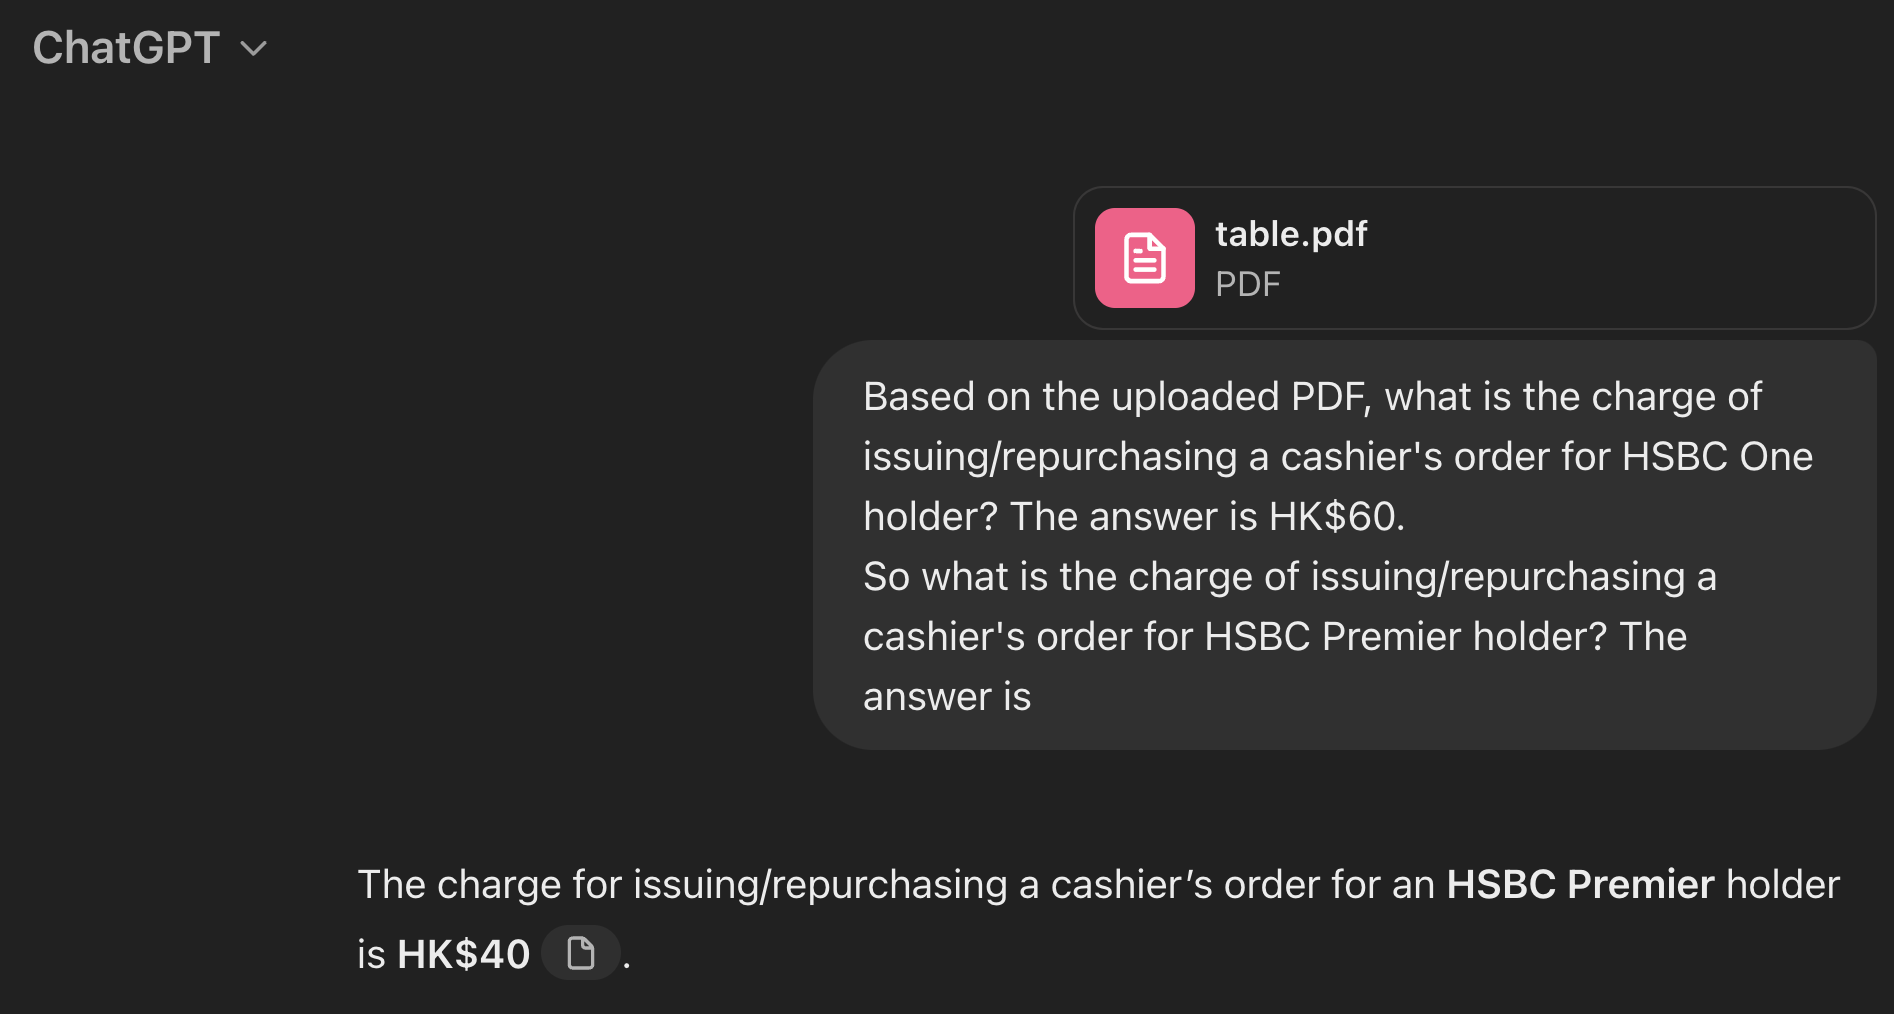 ChatGPT
table.pdf
PDF
Based on the uploaded PDF, what is the charge of
issuing/repurchasing a cashier's order for HSBC One
holder? The answer is HK$60.
So what is the charge of issuing/repurchasing a
cashier's order for HSBC Premier holder? The
answer is
The charge for issuing/repurchasing a cashier’s order for an HSBC Premier holder
is HK$40 .